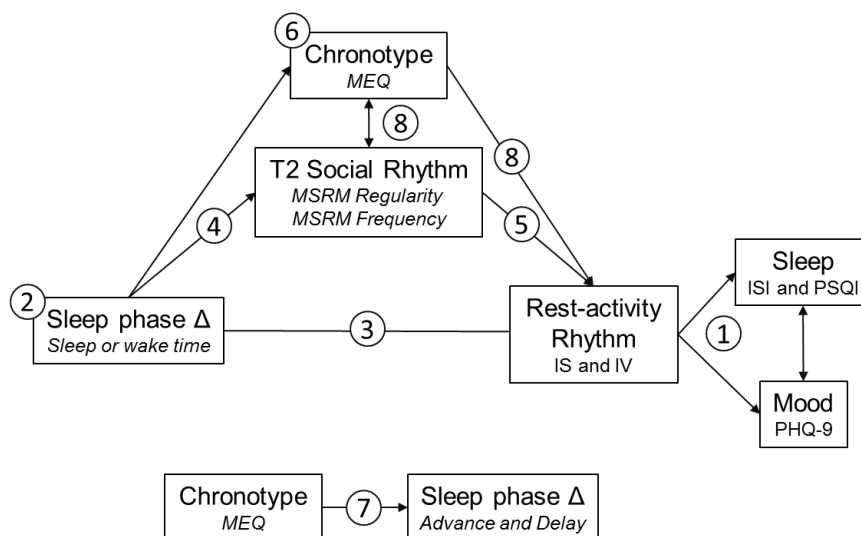 6
Chronotype
MEQ
8
8
T2 Social Rhythm
MSRM Regularity
MSRM Frequency
4
5
2
Sleep phase Δ
Sleep or wake time
3
Rest-activity
Rhythm
IS and IV
Sleep
ISI and PSQI
1
Mood
PHQ-9
Chronotype
MEQ
7
Sleep phase Δ
Advance and Delay